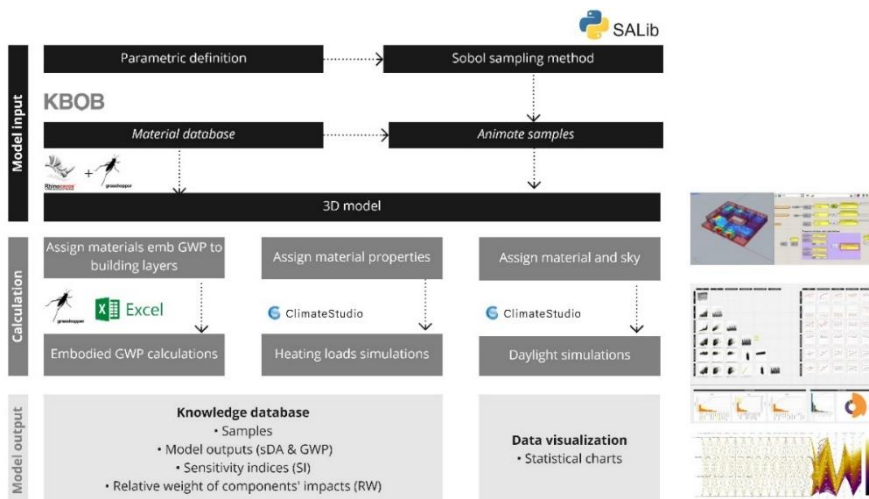 SALib
Parametric definition
Sobol sampling method
KBOB
Material database
Animate samples
Rhinoceros
+
grasshopper
3D model
Model input
Assign materials emb GWP to
building layers
Assign material properties
Assign material and sky
grasshopper
Excel
ClimateStudio
ClimateStudio
Embodied GWP calculations
Heating loads simulations
Daylight simulations
Calculation
Knowledge database
• Samples
• Model outputs (sDA & GWP)
• Sensitivity indices (SI)
• Relative weight of components' impacts (RW)
Data visualization
• Statistical charts
Model output